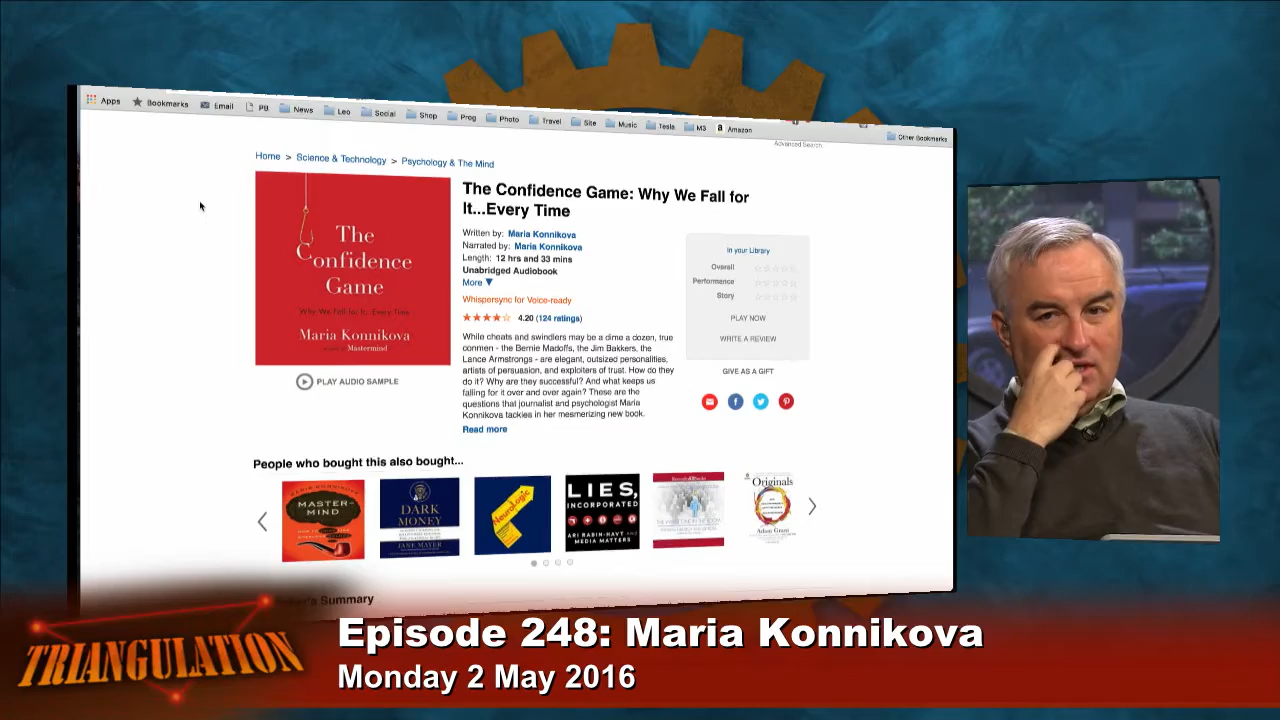 Apps Bookmarks Email PB News Leo Social Shop Prog Photo Travel Site Music Tesla M3 Amazon Other Bookmarks
Advanced Search
Home > Science & Technology > Psychology & The Mind
The
Confidence
Game
Why We Fall for It...Every Time
Maria Konnikova
Mastermind
PLAY AUDIO SAMPLE
The Confidence Game: Why We Fall for
It...Every Time
Written by: Maria Konnikova
Narrated by: Maria Konnikova
Length: 12 hrs and 33 mins
Unabridged Audiobook
More ▼
Whispersync for Voice-ready
4.20 (124 ratings)
While cheats and swindlers may be a dime a dozen, true
conmen - the Bernie Madoffs, the Jim Bakkers, the
Lance Armstrongs - are elegant, outsized personalities,
artists of persuasion, and exploiters of trust. How do they
do it? Why are they successful? And what keeps us
falling for it over and over again? These are the
questions that journalist and psychologist Maria
Konnikova tackles in her mesmerizing new book.
Read more
In your Library
Overall
Performance
Story
PLAY NOW
WRITE A REVIEW
GIVE AS A GIFT
People who bought this also bought...
MARIA KONNIKOVA
MASTER-
MIND
DARK
MONEY
JANE MAYER
NeuroLogic
LIES,
INCORPORATED
ARI RABIN-HAVT AND
MEDIA MATTERS
Originals
Adam Grant
Summary
TRIANGULATION
Episode 248: Maria Konnikova
Monday 2 May 2016